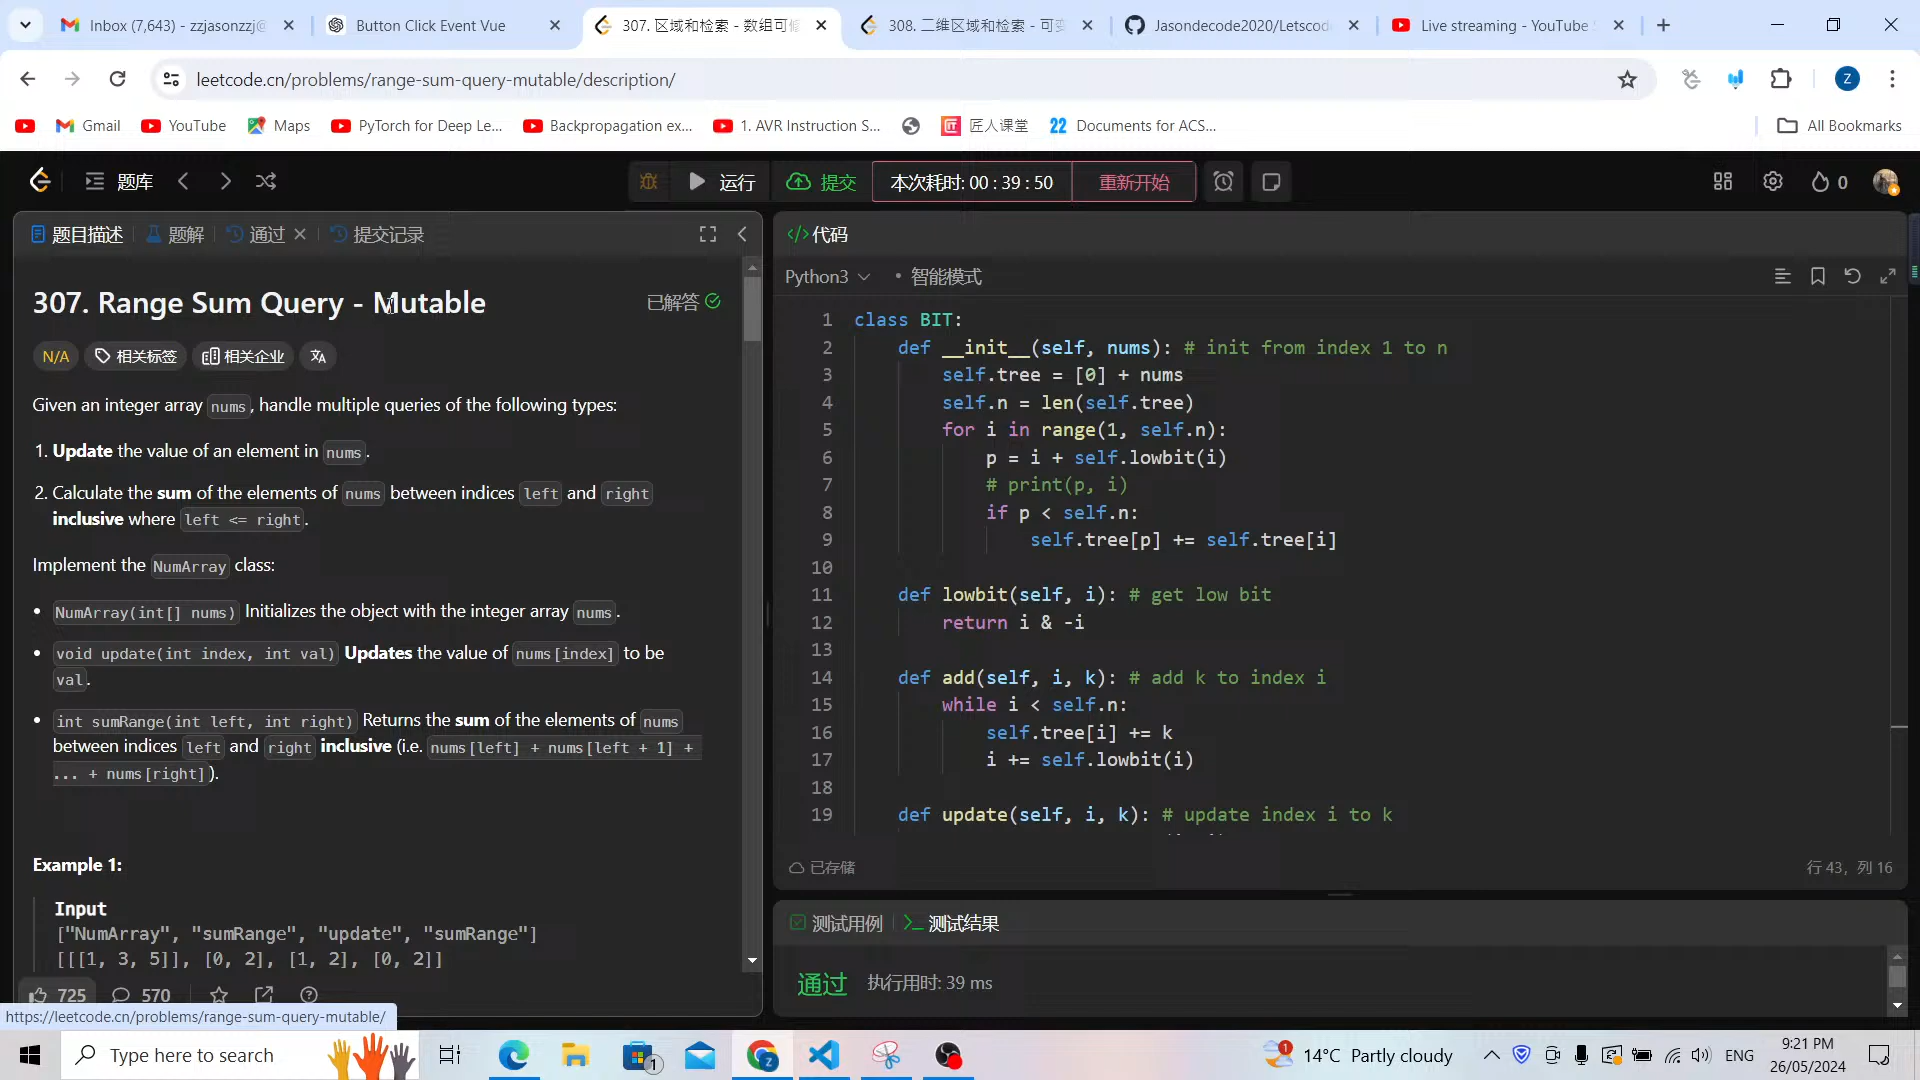 Inbox (7,643) - zzjasonzzj@
Button Click Event Vue
307. 区域和检索 - 数组可修
308. 二维区域和检索 - 可变
Jasondecode2020/Letscod
Live streaming - YouTube S
leetcode.cn/problems/range-sum-query-mutable/description/
Z
Gmail
YouTube
Maps
PyTorch for Deep Le...
Backpropagation ex...
1. AVR Instruction S...
匠人课堂
22 Documents for ACS...
All Bookmarks
题库
运行
提交
本次耗时: 00 : 39 : 50
重新开始
0
题目描述
题解
通过
提交记录
</> 代码
Python3
• 智能模式
307. Range Sum Query - Mutable
已解答
N/A
相关标签
相关企业
Given an integer array nums, handle multiple queries of the following types:
1. Update the value of an element in nums.
2. Calculate the sum of the elements of nums between indices left and right
inclusive where left <= right.
Implement the NumArray class:
• NumArray(int[] nums) Initializes the object with the integer array nums.
• void update(int index, int val) Updates the value of nums[index] to be
val.
• int sumRange(int left, int right) Returns the sum of the elements of nums
between indices left and right inclusive (i.e. nums[left] + nums[left + 1] +
... + nums[right]).
Example 1:
Input
["NumArray", "sumRange", "update", "sumRange"]
[[[1, 3, 5]], [0, 2], [1, 2], [0, 2]]
725
570
https://leetcode.cn/problems/range-sum-query-mutable/
1 class BIT:
2 def __init__(self, nums): # init from index 1 to n
3 self.tree = [0] + nums
4 self.n = len(self.tree)
5 for i in range(1, self.n):
6 p = i + self.lowbit(i)
7 # print(p, i)
8 if p < self.n:
9 self.tree[p] += self.tree[i]
10
11 def lowbit(self, i): # get low bit
12 return i & -i
13
14 def add(self, i, k): # add k to index i
15 while i < self.n:
16 self.tree[i] += k
17 i += self.lowbit(i)
18
19 def update(self, i, k): # update index i to k
已存储
行 43, 列 16
测试用例
测试结果
通过
执行用时: 39 ms
Type here to search
1
1
14°C Partly cloudy
ENG
9:21 PM
26/05/2024